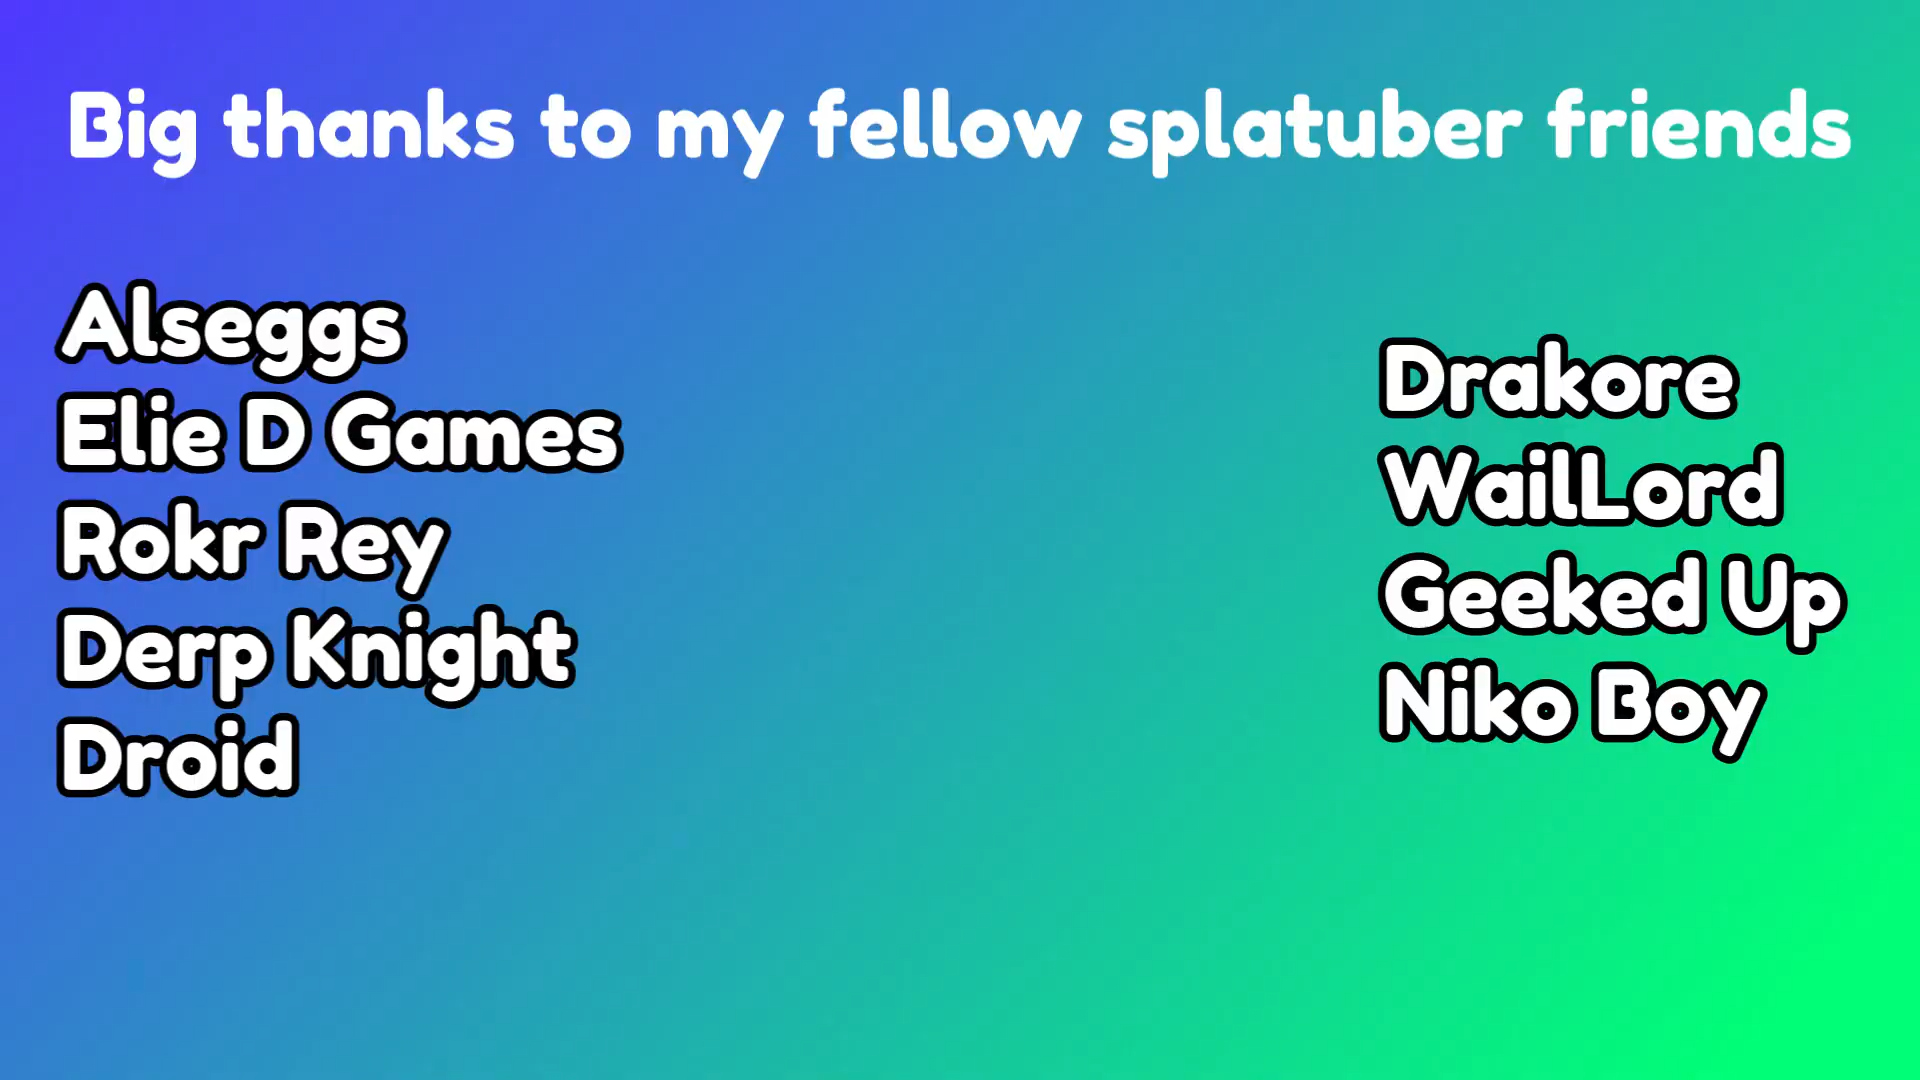 Big thanks to my fellow splatuber friends
Alseggs
Elie D Games
Rokr Rey
Derp Knight
Droid
Drakore
WailLord
Geeked Up
Niko Boy